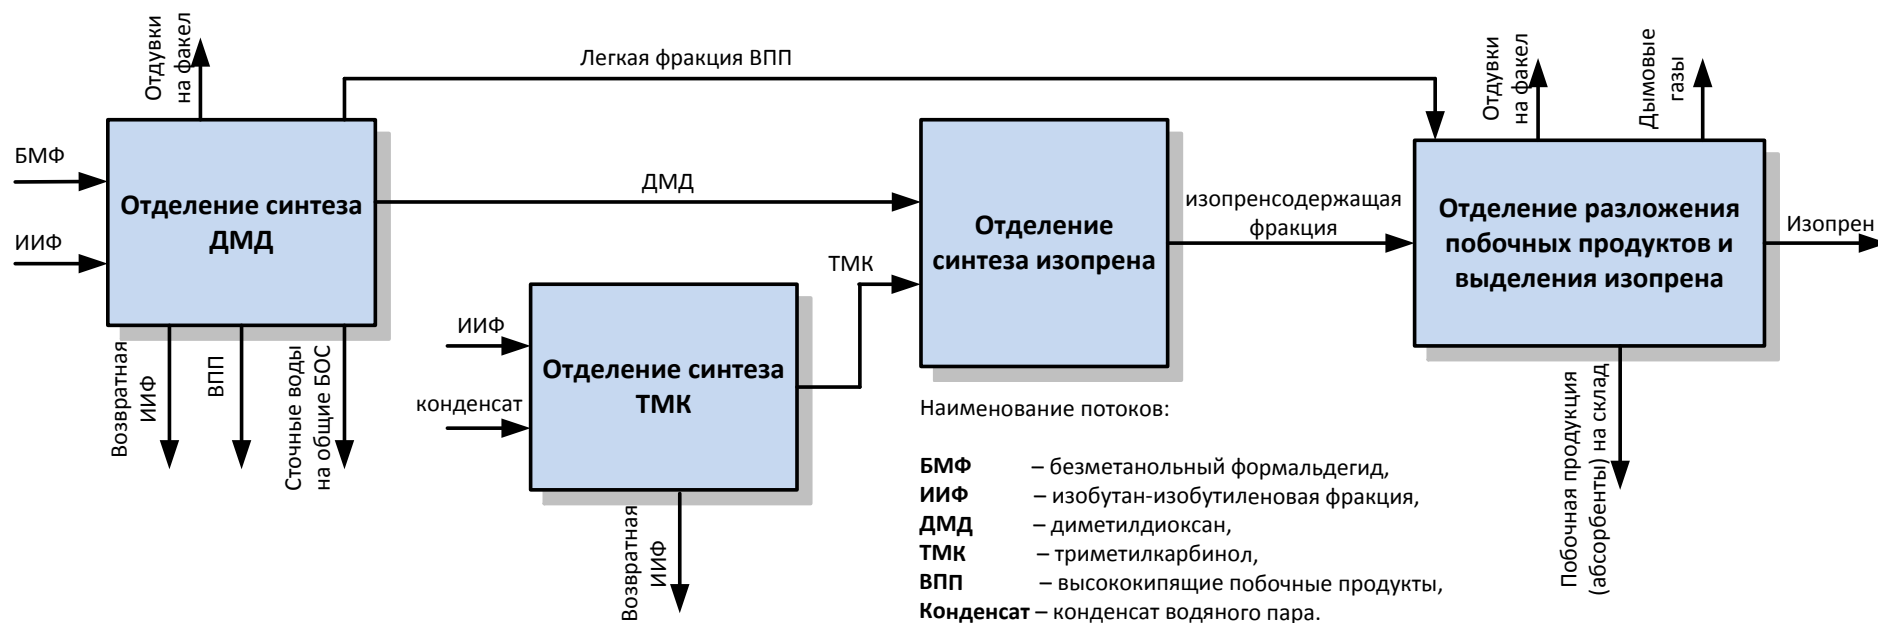 Отдувки
на факел
Легкая фракция ВПП
Отдувки
на факел
Дымовые
газы
БМФ
ИИФ
Отделение синтеза
ДМД
ДМД
Отделение
синтеза изопрена
изопренсодержащая
фракция
Отделение разложения
побочных продуктов и
выделения изопрена
Изопрен
ТМК
Возвратная
ИИФ
ВПП
Сточные воды
на общие БОС
ИИФ
конденсат
Отделение синтеза
ТМК
Возвратная
ИИФ
Побочная продукция
(абсорбенты) на склад
Наименование потоков:
БМФ – безметанольный формальдегид,
ИИФ – изобутан-изобутиленовая фракция,
ДМД – диметилдиоксан,
ТМК – триметилкарбинол,
ВПП – высококипящие побочные продукты,
Конденсат – конденсат водяного пара.